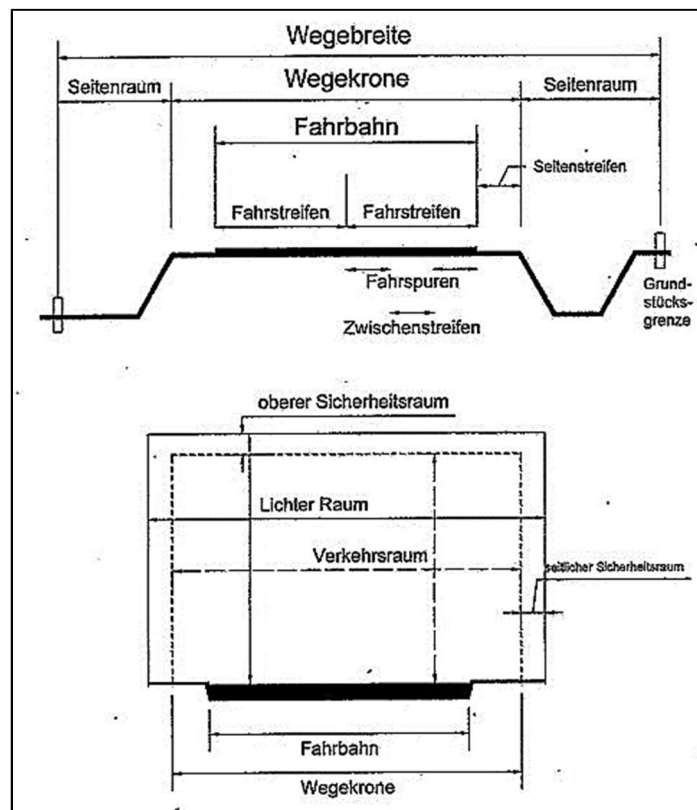 Wegebreite
Seitenraum
Wegekrone
Seitenraum
Fahrbahn
Seitenstreifen
Fahrstreifen
Fahrstreifen
Fahrspuren
Zwischenstreifen
Grund-
stücks-
grenze
oberer Sicherheitsraum
Lichter Raum
Verkehrsraum
seitlicher Sicherheitsraum
Fahrbahn
Wegekrone